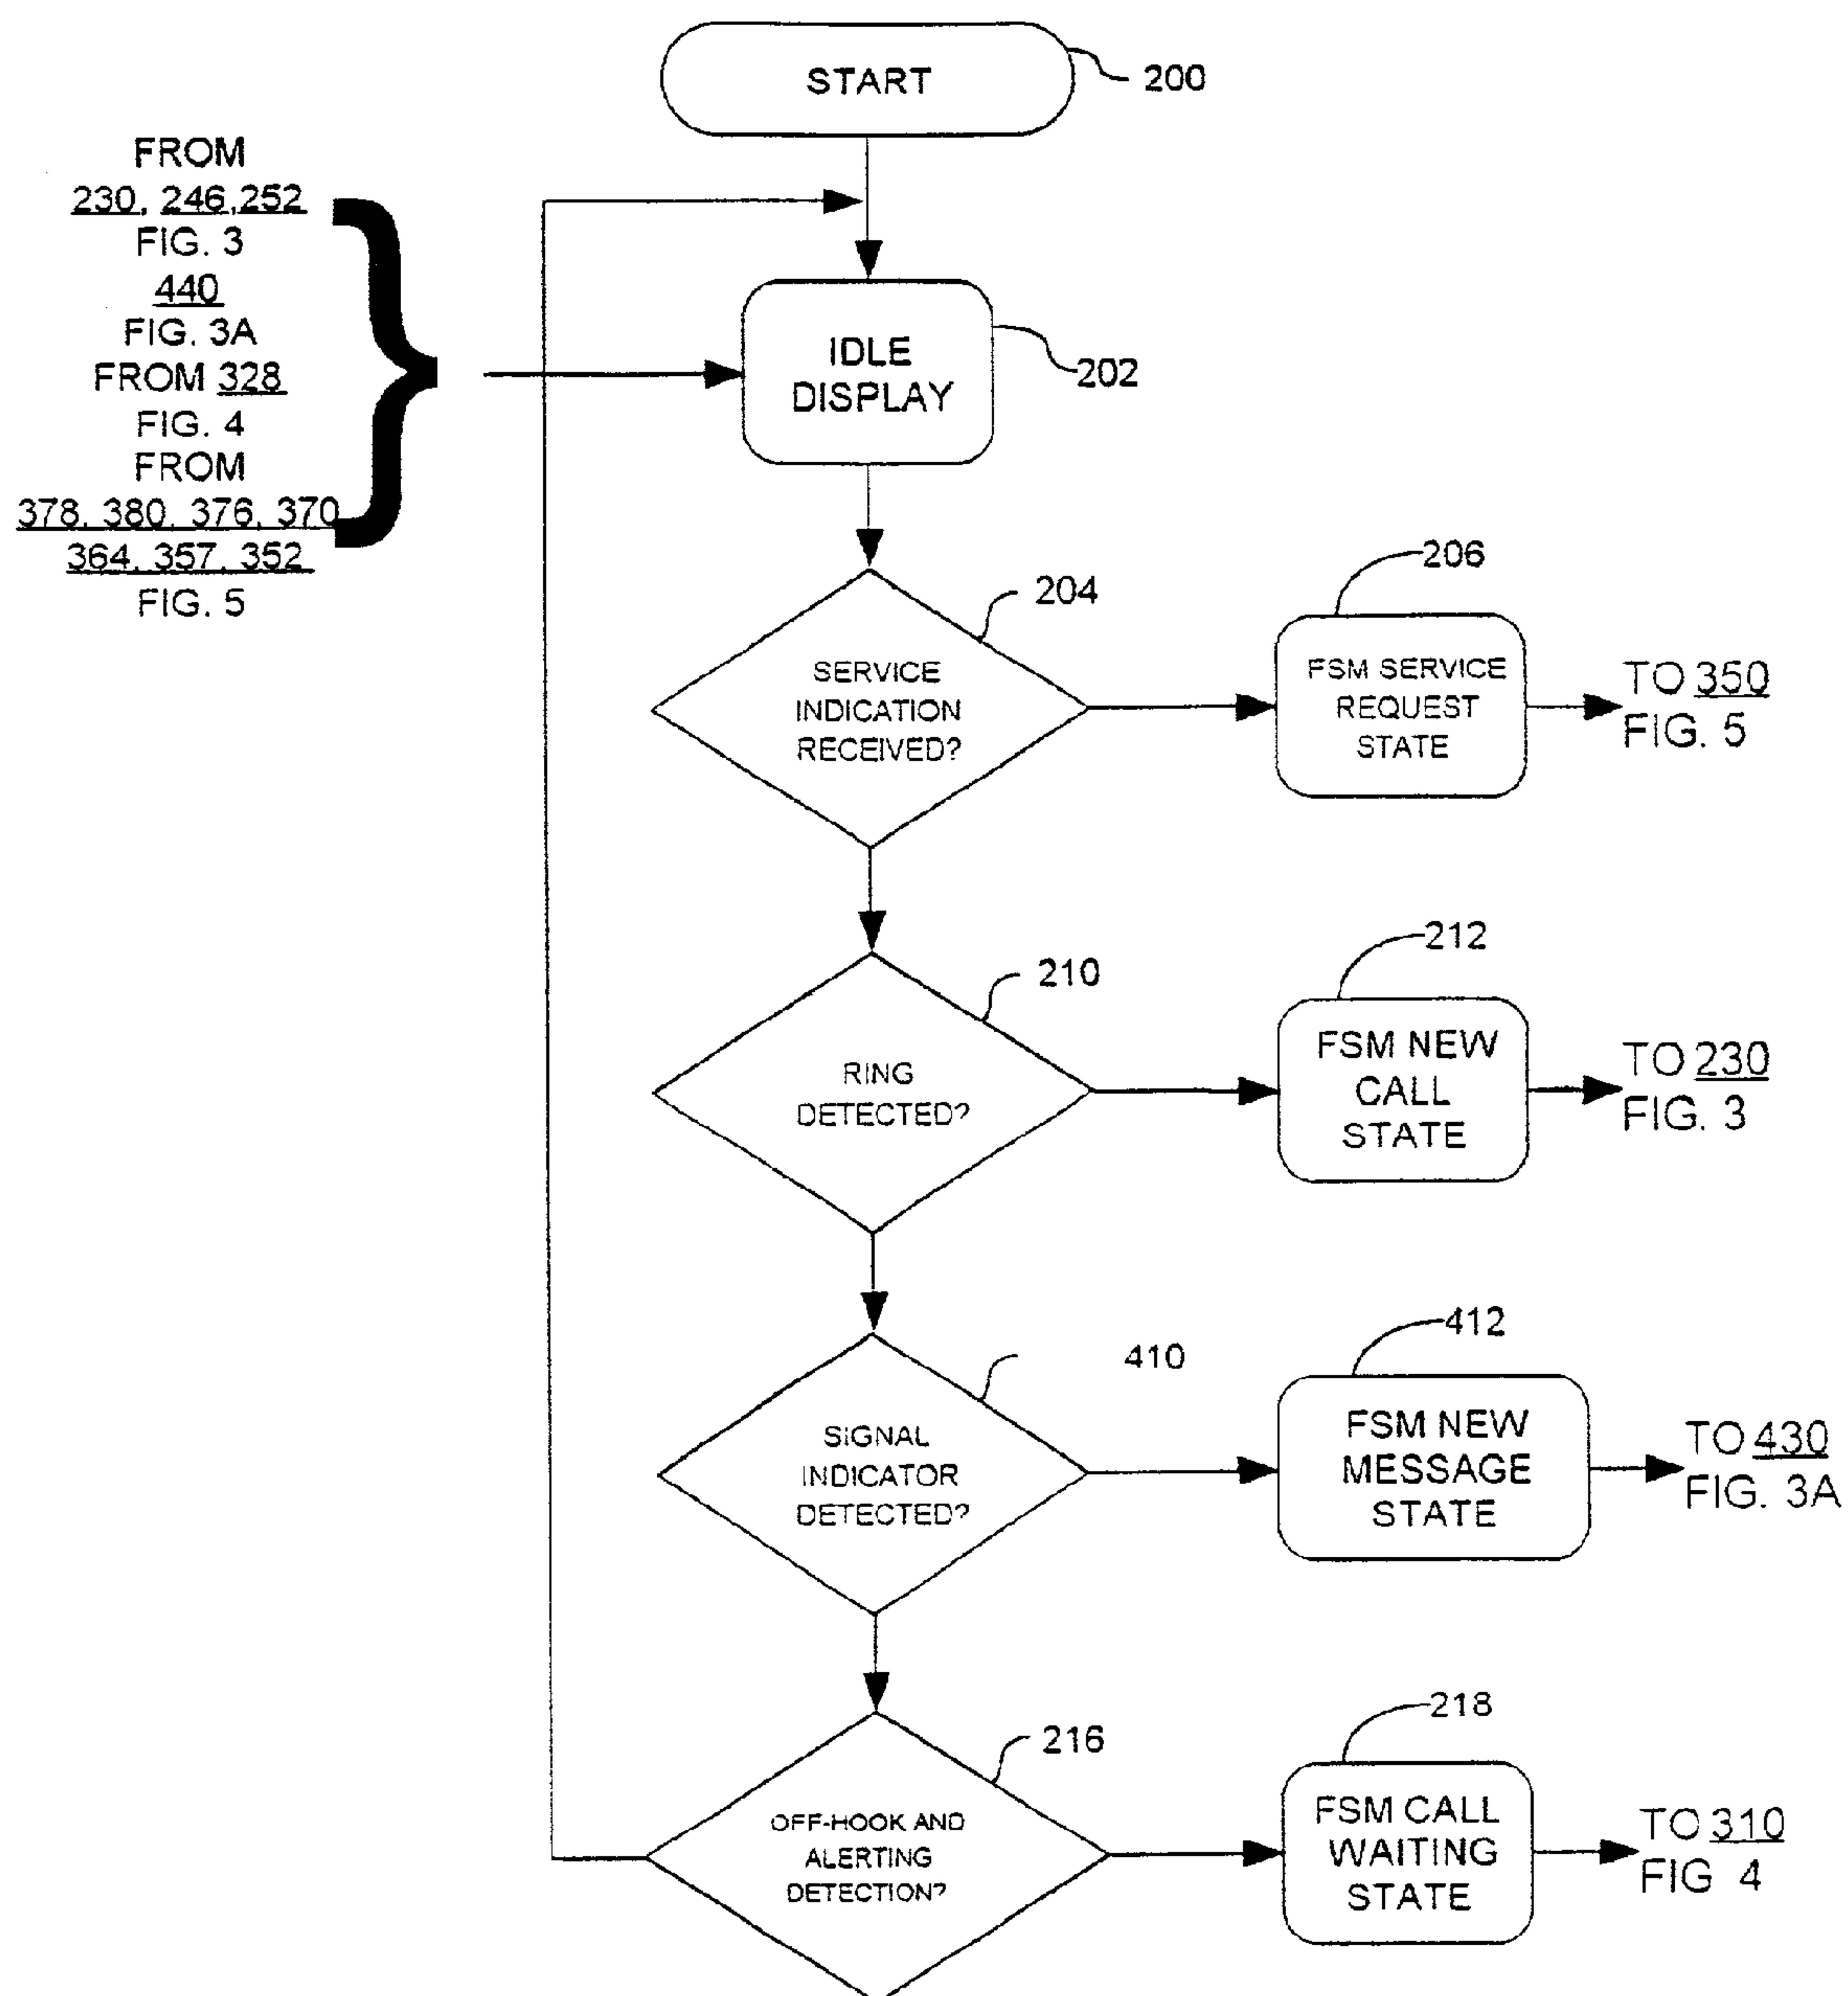 START
200
FROM
230, 246,252
FIG. 3
440
FIG. 3A
FROM 328
FIG. 4
FROM
378, 380, 376, 370
364, 357, 352
FIG. 5
IDLE
DISPLAY
202
204
SERVICE
INDICATION
RECEIVED?
206
FSM SERVICE
REQUEST
STATE
TO 350
FIG. 5
210
RING
DETECTED?
212
FSM NEW
CALL
STATE
TO 230
FIG. 3
410
SIGNAL
INDICATOR
DETECTED?
412
FSM NEW
MESSAGE
STATE
TO 430
FIG. 3A
216
OFF-HOOK AND
ALERTING
DETECTION?
218
FSM CALL
WAITING
STATE
TO 310
FIG 4